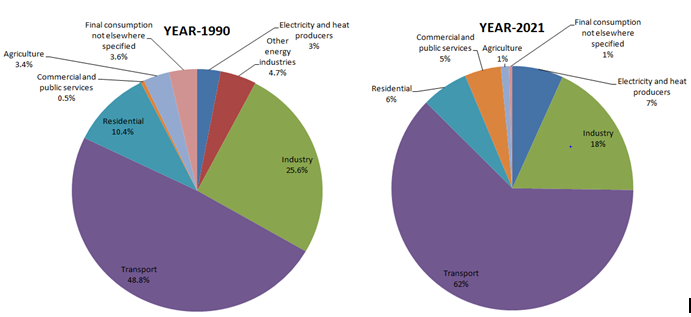 YEAR-1990
Electricity and heat
producers
3%
Other
energy
industries
4.7%
Industry
25.6%
Transport
48.8%
Residential
10.4%
Commercial and
public services
0.5%
Agriculture
3.4%
Final consumption
not elsewhere
specified
3.6%
YEAR-2021
Electricity and heat
producers
7%
Industry
18%
Transport
62%
Residential
6%
Commercial and
public services
5%
Agriculture
1%
Final consumption
not elsewhere
specified
1%